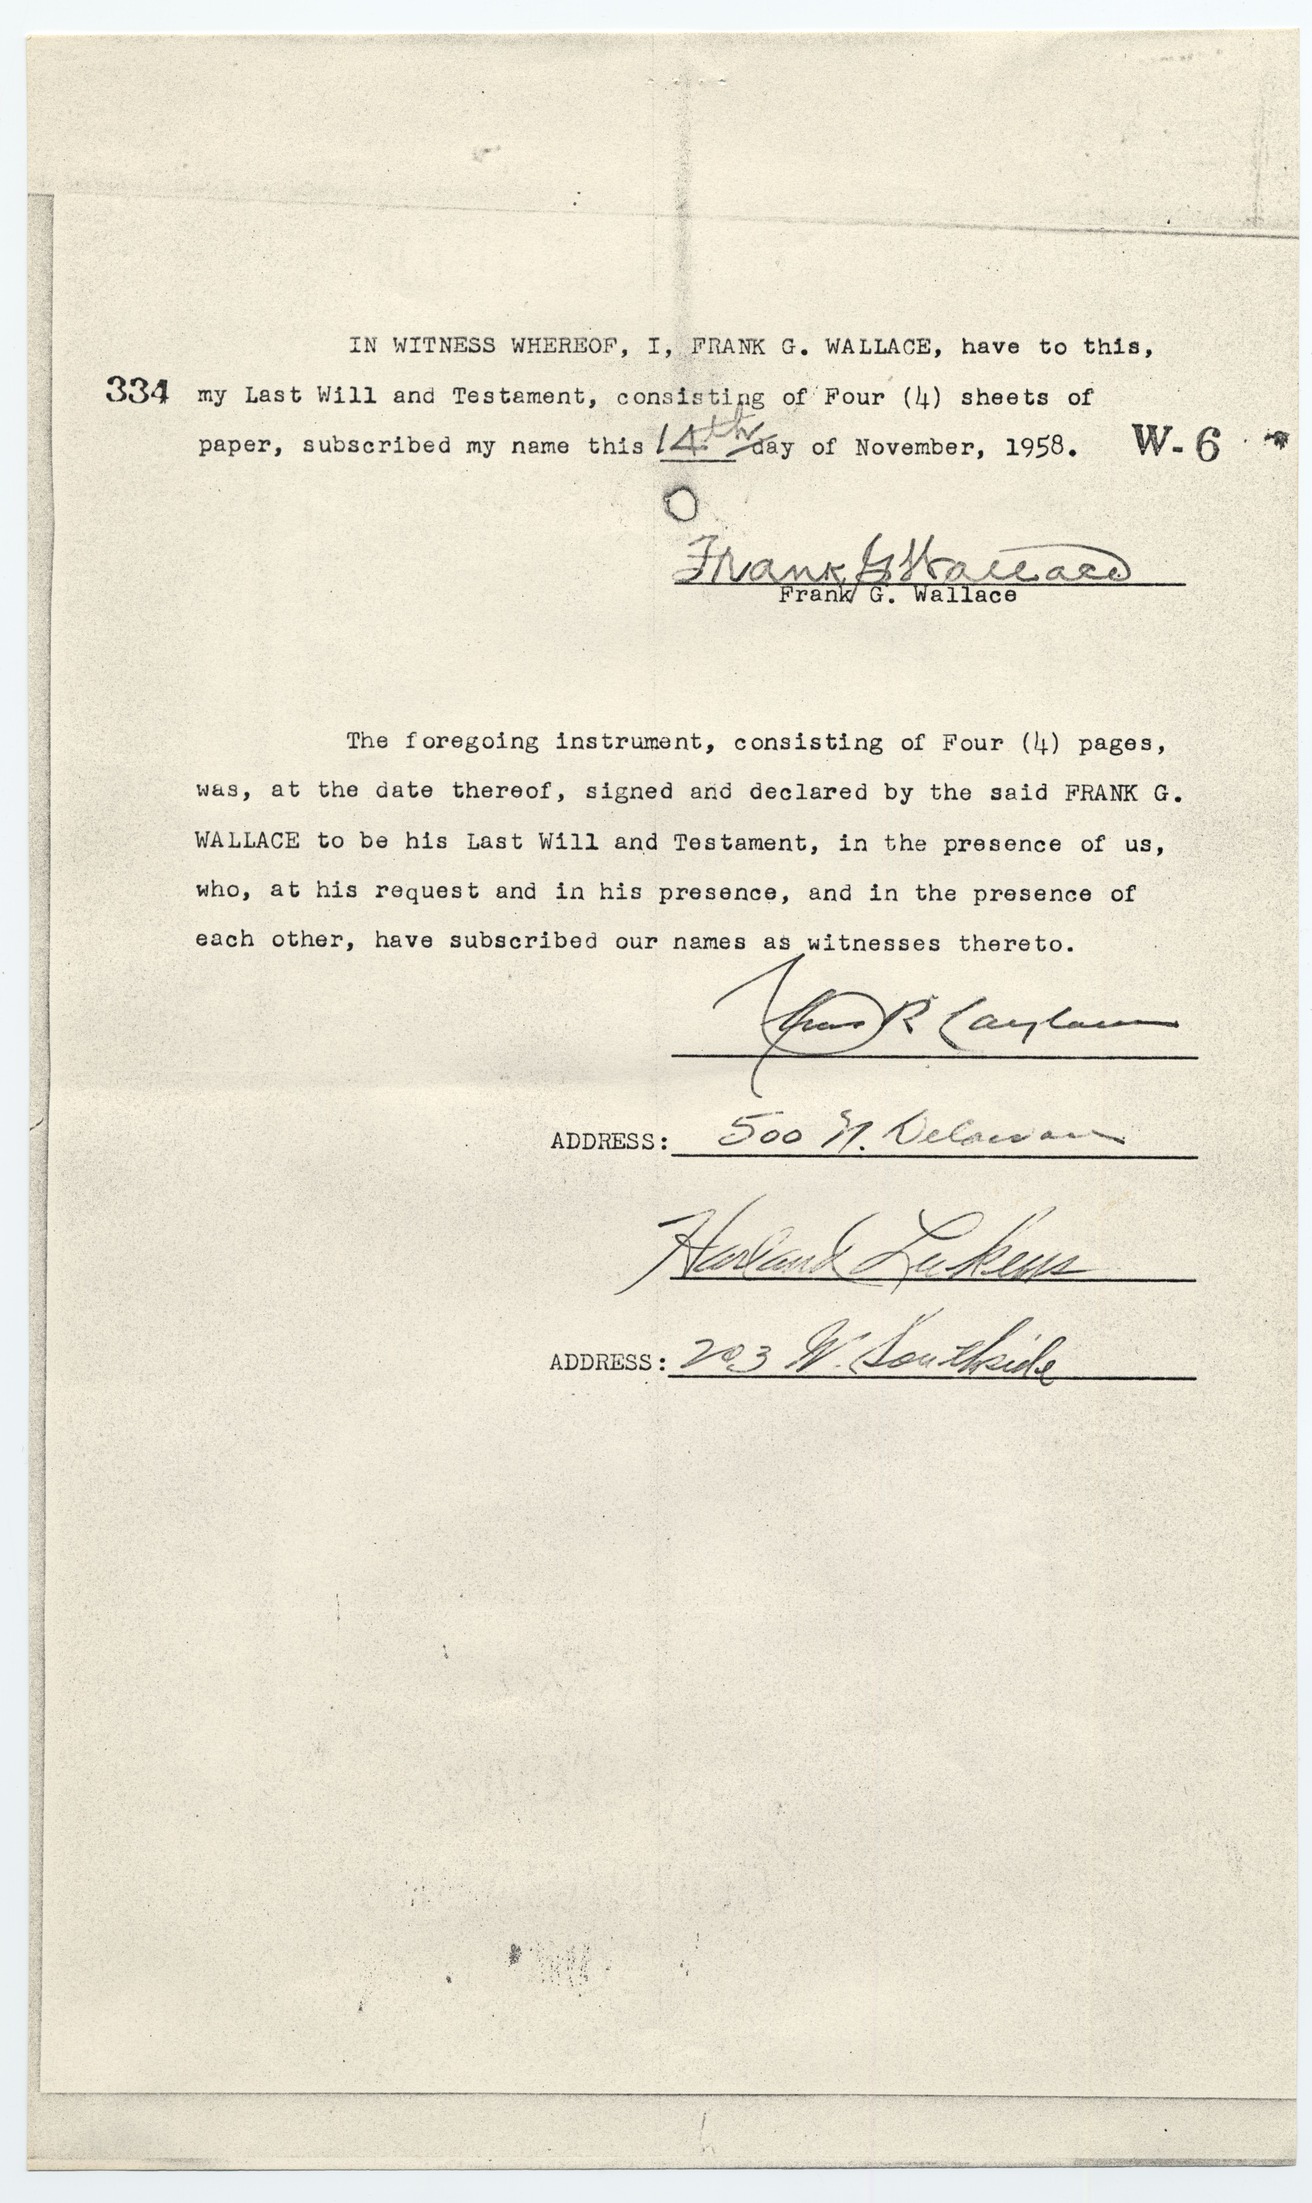 IN WITNESS WHEREOF, I, FRANK G. WALLACE, have to this,
334 my Last Will and Testament, consisting of Four (4) sheets of
paper, subscribed my name this 14th day of November, 1958. W-6
Frank G Wallace
Frank G. Wallace
The foregoing instrument, consisting of Four (4) pages,
was, at the date thereof, signed and declared by the said FRANK G.
WALLACE to be his Last Will and Testament, in the presence of us,
who, at his request and in his presence, and in the presence of
each other, have subscribed our names as witnesses thereto.
R
ADDRESS: 500 N. Delaware
Harland Lukens
ADDRESS: 203 W. Southside